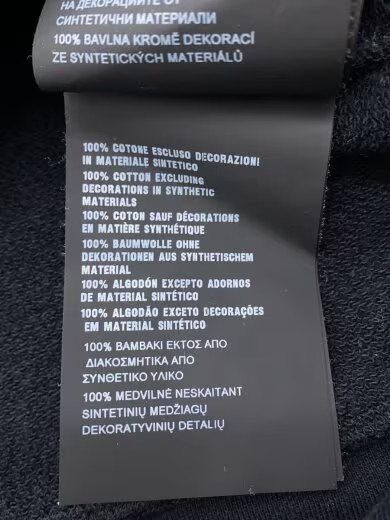 НА ДЕКОРАЦИИТЕ ОТ
СИНТЕТИЧНИ МАТЕРИАЛИ
100% BAVLNA KROMĚ DEKORACÍ
ZE SYNTETICKÝCH MATERIÁLŮ
100% COTONE ESCLUSO DECORAZIONI
IN MATERIALE SINTETICO
100% COTTON EXCLUDING
DECORATIONS IN SYNTHETIC
MATERIALS
100% COTON SAUF DÉCORATIONS
EN MATIÈRE SYNTHÉTIQUE
100% BAUMWOLLE OHNE
DEKORATIONEN AUS SYNTHETISCHEM
MATERIAL
100% ALGODÓN EXCEPTO ADORNOS
DE MATERIAL SINTÉTICO
100% ALGODÃO EXCETO DECORAÇÕES
EM MATERIAL SINTÉTICO
100% ΒΑΜΒΑΚΙ ΕΚΤΟΣ ΑΠΟ
ΔΙΑΚΟΣΜΗΤΙΚΑ ΑΠΟ
ΣΥΝΘΕΤΙΚΟ ΥΛΙΚΟ
100% MEDVILNĖ NESKAITANT
SINTETINIŲ MEDŽIAGŲ
DEKORATYVINIŲ DETALIŲ